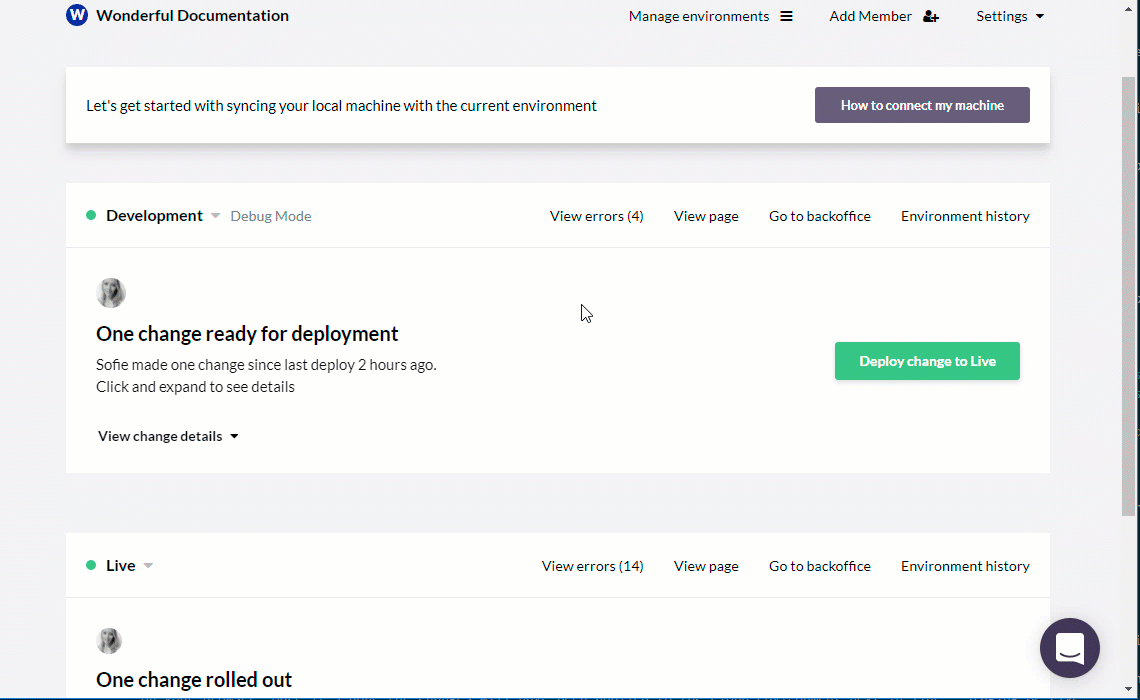 W Wonderful Documentation
Manage environments
Add Member
Settings
Let's get started with syncing your local machine with the current environment
How to connect my machine
Development
Debug Mode
View errors (4)
View page
Go to backoffice
Environment history
One change ready for deployment
Sofie made one change since last deploy 2 hours ago.
Click and expand to see details
Deploy change to Live
View change details
Live
View errors (14)
View page
Go to backoffice
Environment history
One change rolled out